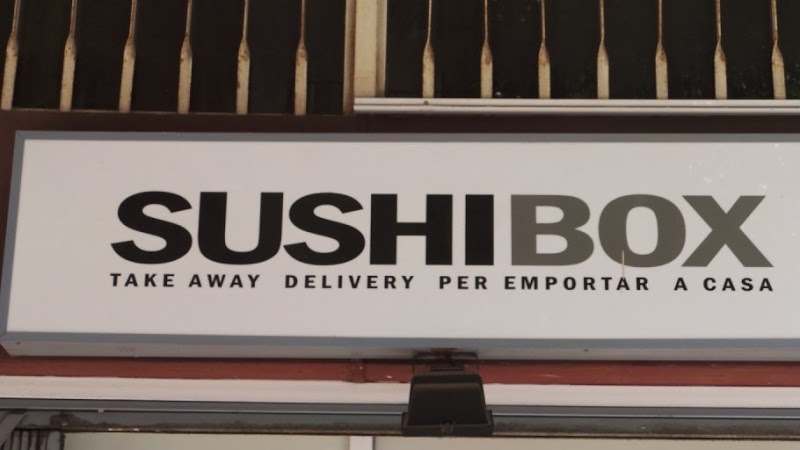 SUSHIBOX
TAKE AWAY DELIVERY PER EMPORTAR A CASA